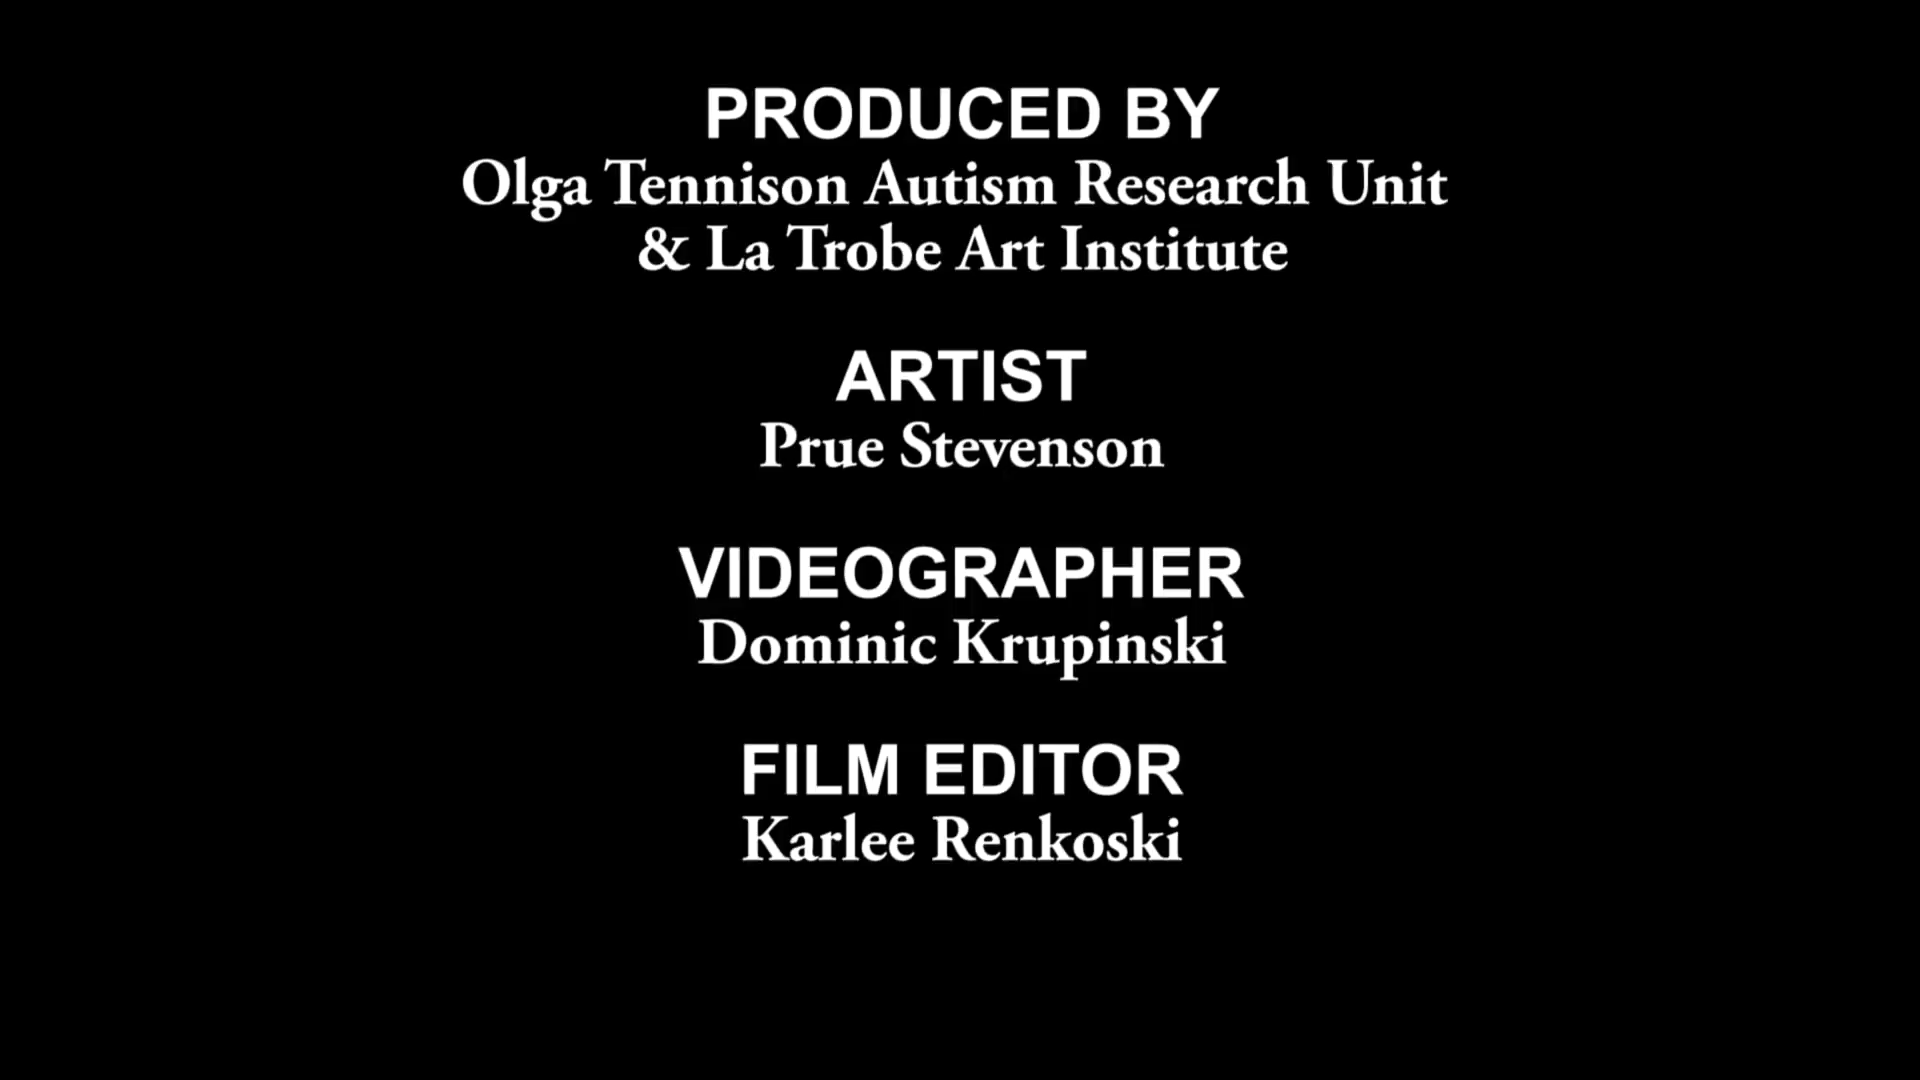 PRODUCED BY
Olga Tennison Autism Research Unit
& La Trobe Art Institute
ARTIST
Prue Stevenson
VIDEOGRAPHER
Dominic Krupinski
FILM EDITOR
Karlee Renkoski